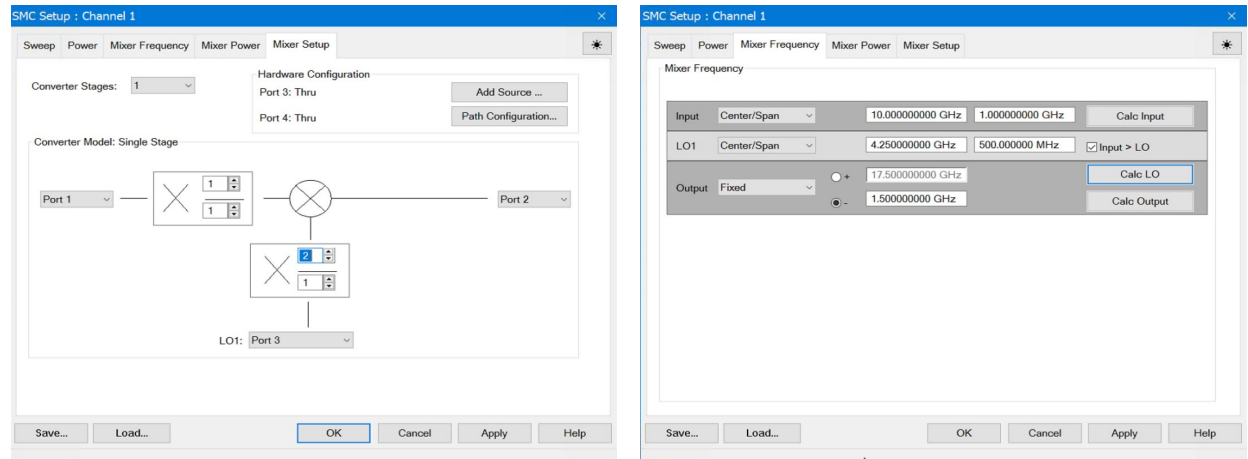 SMC Setup : Channel 1
Sweep Power Mixer Frequency Mixer Power Mixer Setup
Converter Stages: 1
Hardware Configuration
Port 3: Thru Add Source ...
Port 4: Thru Path Configuration...
Converter Model: Single Stage
Port 1
1
1
Port 2
2
1
LO1: Port 3
Save... Load... OK Cancel Apply Help
SMC Setup : Channel 1
Sweep Power Mixer Frequency Mixer Power Mixer Setup
Mixer Frequency
Input Center/Span 10.000000000 GHz 1.000000000 GHz Calc Input
LO1 Center/Span 4.250000000 GHz 500.000000 MHz Input > LO
Output Fixed
+ 17.500000000 GHz Calc LO
- 1.500000000 GHz Calc Output
Save... Load... OK Cancel Apply Help